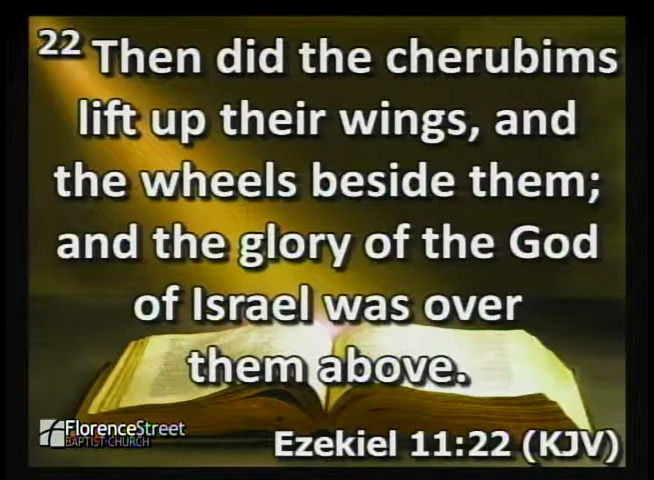 22 Then did the cherubims
lift up their wings, and
the wheels beside them;
and the glory of the God
of Israel was over
them above.
FlorenceStreet
BAPTIST CHURCH
Ezekiel 11:22 (KJV)